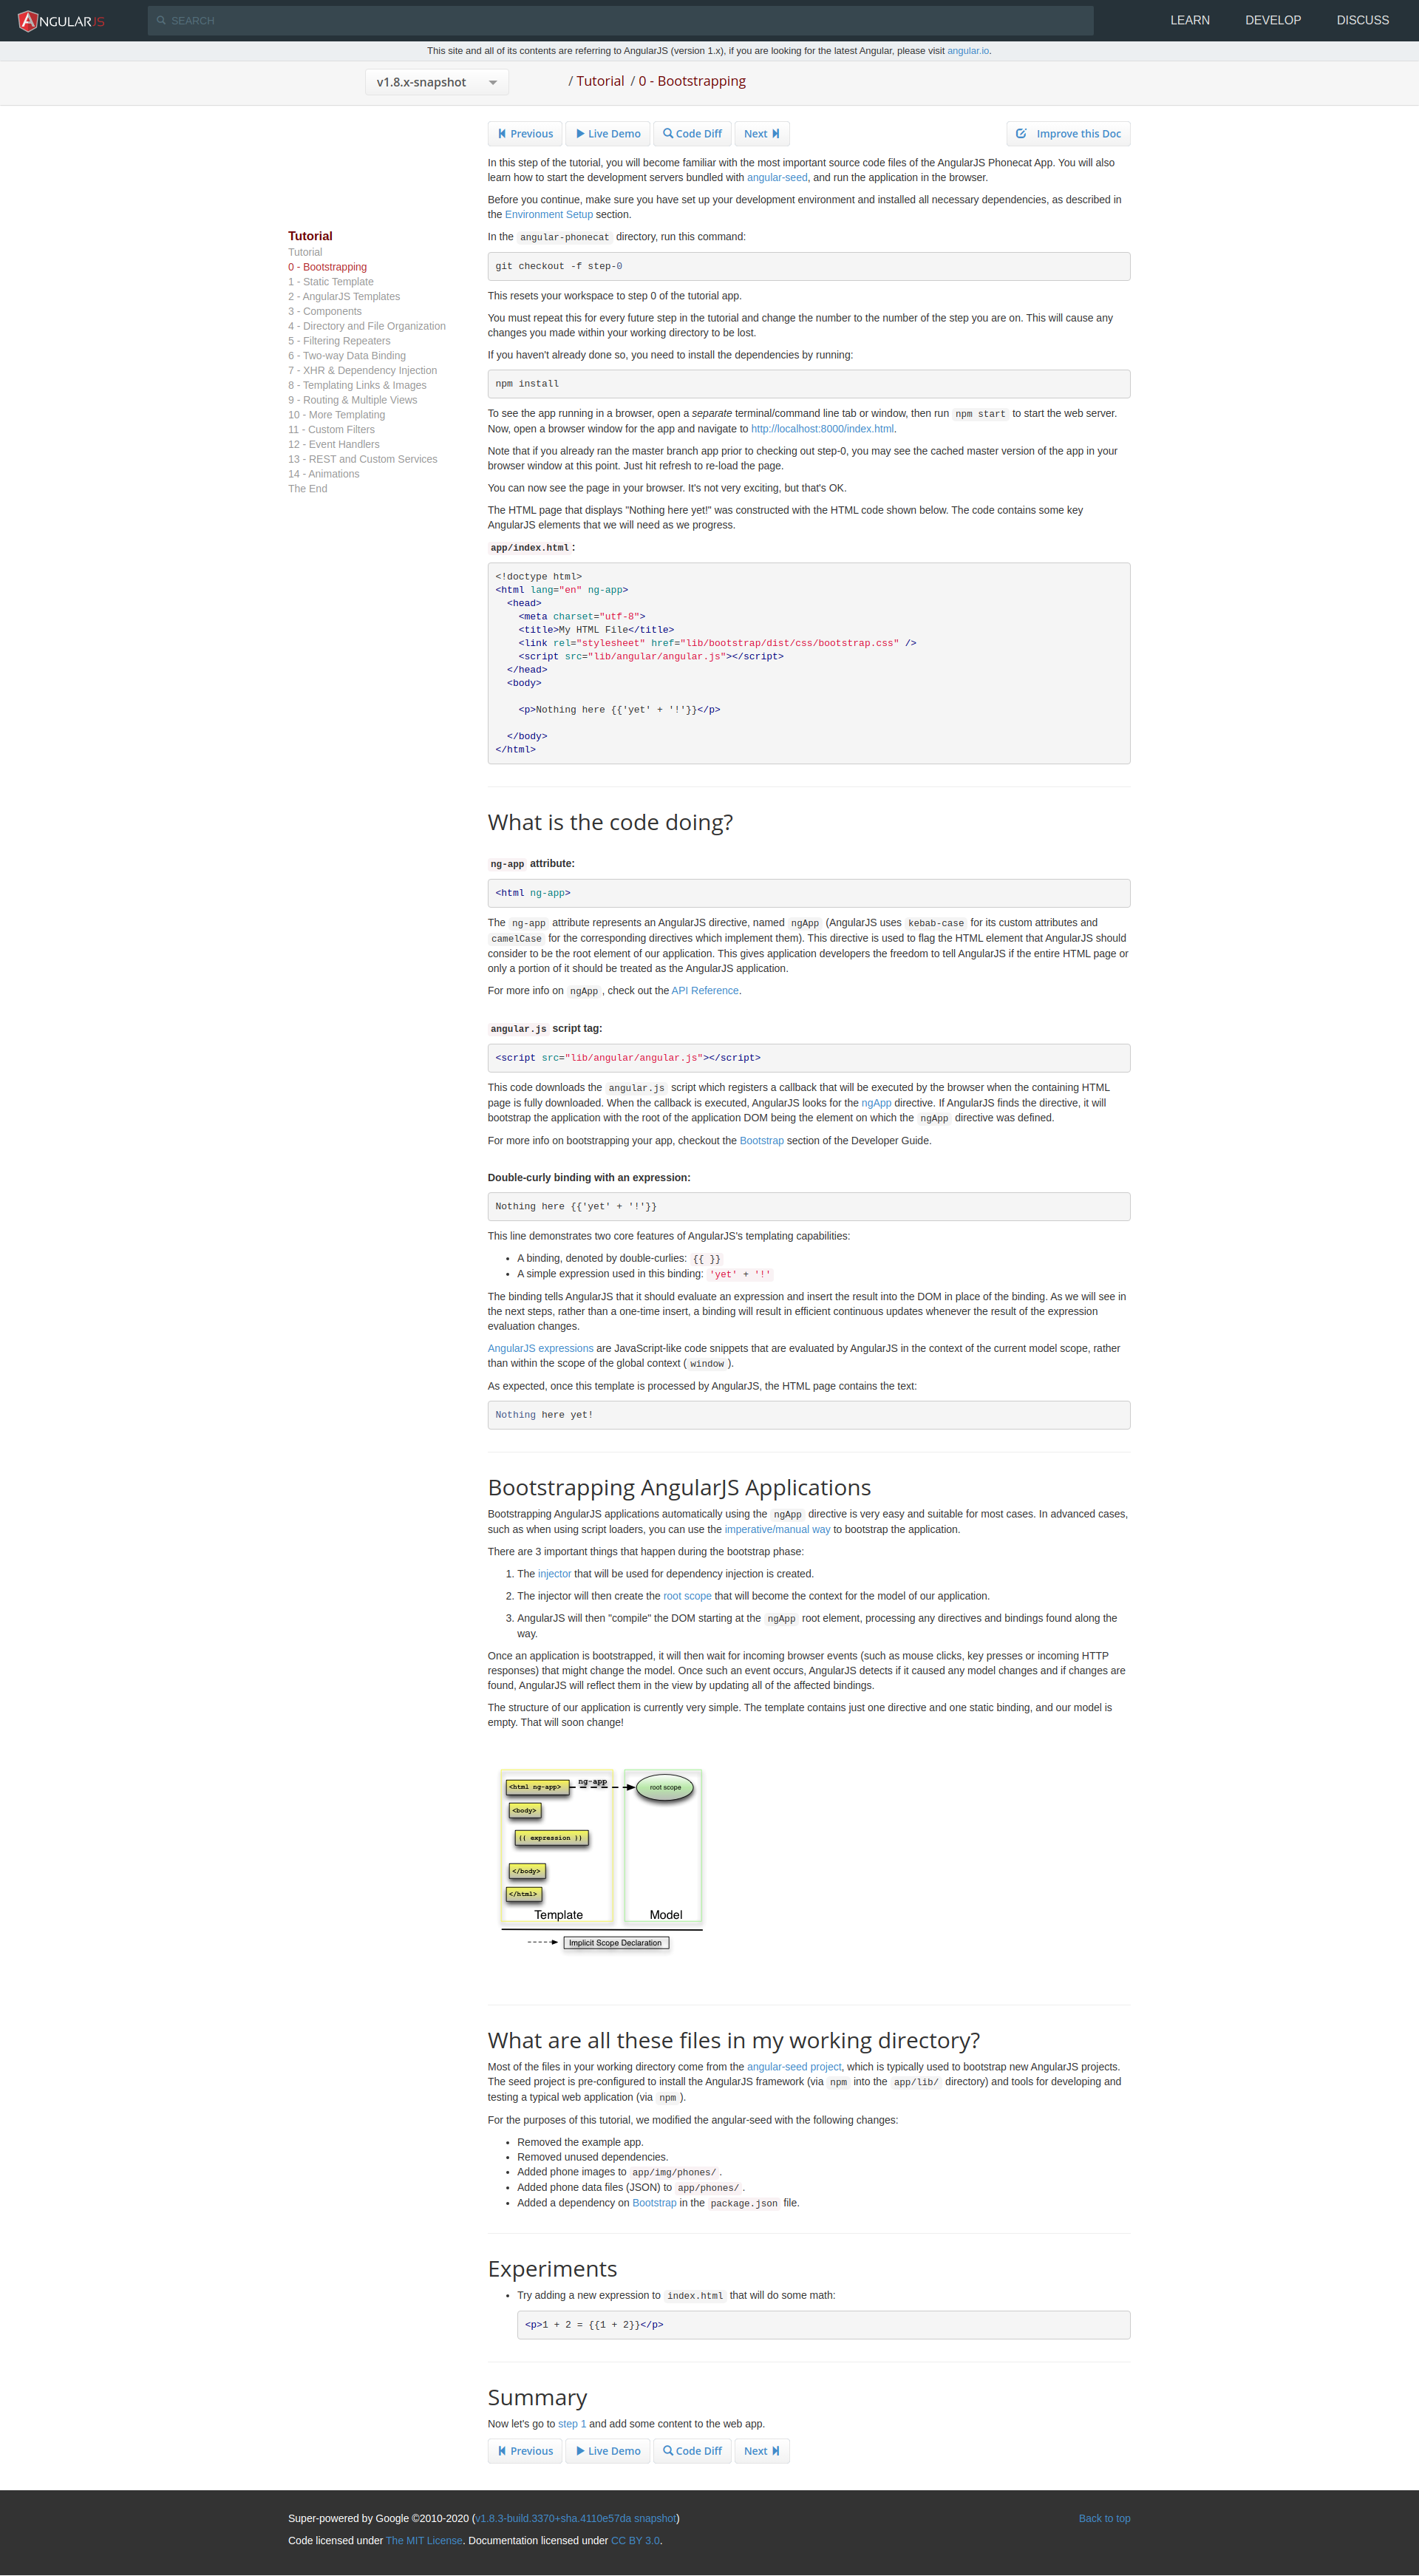 ANGULARJS
SEARCH
LEARN
DEVELOP
DISCUSS
This site and all of its contents are referring to AngularJS (version 1.x), if you are looking for the latest Angular, please visit angular.io.
v1.8.x-snapshot
/ Tutorial / 0 - Bootstrapping
Previous
Live Demo
Code Diff
Next
Improve this Doc
Tutorial
Tutorial
0 - Bootstrapping
1 - Static Template
2 - AngularJS Templates
3 - Components
4 - Directory and File Organization
5 - Filtering Repeaters
6 - Two-way Data Binding
7 - XHR & Dependency Injection
8 - Templating Links & Images
9 - Routing & Multiple Views
10 - More Templating
11 - Custom Filters
12 - Event Handlers
13 - REST and Custom Services
14 - Animations
The End
In this step of the tutorial, you will become familiar with the most important source code files of the AngularJS Phonecat App. You will also
learn how to start the development servers bundled with angular-seed, and run the application in the browser.
Before you continue, make sure you have set up your development environment and installed all necessary dependencies, as described in
the Environment Setup section.
In the angular-phonecat directory, run this command:
git checkout -f step-0
This resets your workspace to step 0 of the tutorial app.
You must repeat this for every future step in the tutorial and change the number to the number of the step you are on. This will cause any
changes you made within your working directory to be lost.
If you haven't already done so, you need to install the dependencies by running:
npm install
To see the app running in a browser, open a separate terminal/command line tab or window, then run npm start to start the web server.
Now, open a browser window for the app and navigate to http://localhost:8000/index.html.
Note that if you already ran the master branch app prior to checking out step-0, you may see the cached master version of the app in your
browser window at this point. Just hit refresh to re-load the page.
You can now see the page in your browser. It's not very exciting, but that's OK.
The HTML page that displays "Nothing here yet!" was constructed with the HTML code shown below. The code contains some key
AngularJS elements that we will need as we progress.
app/index.html:
<!doctype html>
<html lang="en" ng-app>
<head>
<meta charset="utf-8">
<title>My HTML File</title>
<link rel="stylesheet" href="lib/bootstrap/dist/css/bootstrap.css" />
<script src="lib/angular/angular.js"></script>
</head>
<body>
<p>Nothing here {{'yet' + '!'}}</p>
</body>
</html>
What is the code doing?
ng-app attribute:
<html ng-app>
The ng-app attribute represents an AngularJS directive, named ngApp (AngularJS uses kebab-case for its custom attributes and
camelCase for the corresponding directives which implement them). This directive is used to flag the HTML element that AngularJS should
consider to be the root element of our application. This gives application developers the freedom to tell AngularJS if the entire HTML page or
only a portion of it should be treated as the AngularJS application.
For more info on ngApp, check out the API Reference.
angular.js script tag:
<script src="lib/angular/angular.js"></script>
This code downloads the angular.js script which registers a callback that will be executed by the browser when the containing HTML
page is fully downloaded. When the callback is executed, AngularJS looks for the ngApp directive. If AngularJS finds the directive, it will
bootstrap the application with the root of the application DOM being the element on which the ngApp directive was defined.
For more info on bootstrapping your app, checkout the Bootstrap section of the Developer Guide.
Double-curly binding with an expression:
Nothing here {{'yet' + '!'}}
This line demonstrates two core features of AngularJS's templating capabilities:
• A binding, denoted by double-curlies: {{ }}
• A simple expression used in this binding: 'yet' + '!'
The binding tells AngularJS that it should evaluate an expression and insert the result into the DOM in place of the binding. As we will see in
the next steps, rather than a one-time insert, a binding will result in efficient continuous updates whenever the result of the expression
evaluation changes.
AngularJS expressions are JavaScript-like code snippets that are evaluated by AngularJS in the context of the current model scope, rather
than within the scope of the global context (window).
As expected, once this template is processed by AngularJS, the HTML page contains the text:
Nothing here yet!
Bootstrapping AngularJS Applications
Bootstrapping AngularJS applications automatically using the ngApp directive is very easy and suitable for most cases. In advanced cases,
such as when using script loaders, you can use the imperative/manual way to bootstrap the application.
There are 3 important things that happen during the bootstrap phase:
1. The injector that will be used for dependency injection is created.
2. The injector will then create the root scope that will become the context for the model of our application.
3. AngularJS will then "compile" the DOM starting at the ngApp root element, processing any directives and bindings found along the
way.
Once an application is bootstrapped, it will then wait for incoming browser events (such as mouse clicks, key presses or incoming HTTP
responses) that might change the model. Once such an event occurs, AngularJS detects if it caused any model changes and if changes are
found, AngularJS will reflect them in the view by updating all of the affected bindings.
The structure of our application is currently very simple. The template contains just one directive and one static binding, and our model is
empty. That will soon change!
<html ng-app>
ng-app
root scope
<body>
{{ expression }}
</body>
</html>
Template
Model
Implicit Scope Declaration
What are all these files in my working directory?
Most of the files in your working directory come from the angular-seed project, which is typically used to bootstrap new AngularJS projects.
The seed project is pre-configured to install the AngularJS framework (via npm into the app/lib/ directory) and tools for developing and
testing a typical web application (via npm).
For the purposes of this tutorial, we modified the angular-seed with the following changes:
• Removed the example app.
• Removed unused dependencies.
• Added phone images to app/img/phones/.
• Added phone data files (JSON) to app/phones/.
• Added a dependency on Bootstrap in the package.json file.
Experiments
• Try adding a new expression to index.html that will do some math:
<p>1 + 2 = {{1 + 2}}</p>
Summary
Now let's go to step 1 and add some content to the web app.
Previous
Live Demo
Code Diff
Next
Super-powered by Google ©2010-2020 (v1.8.3-build.3370+sha.4110e57da snapshot)
Back to top
Code licensed under The MIT License. Documentation licensed under CC BY 3.0.